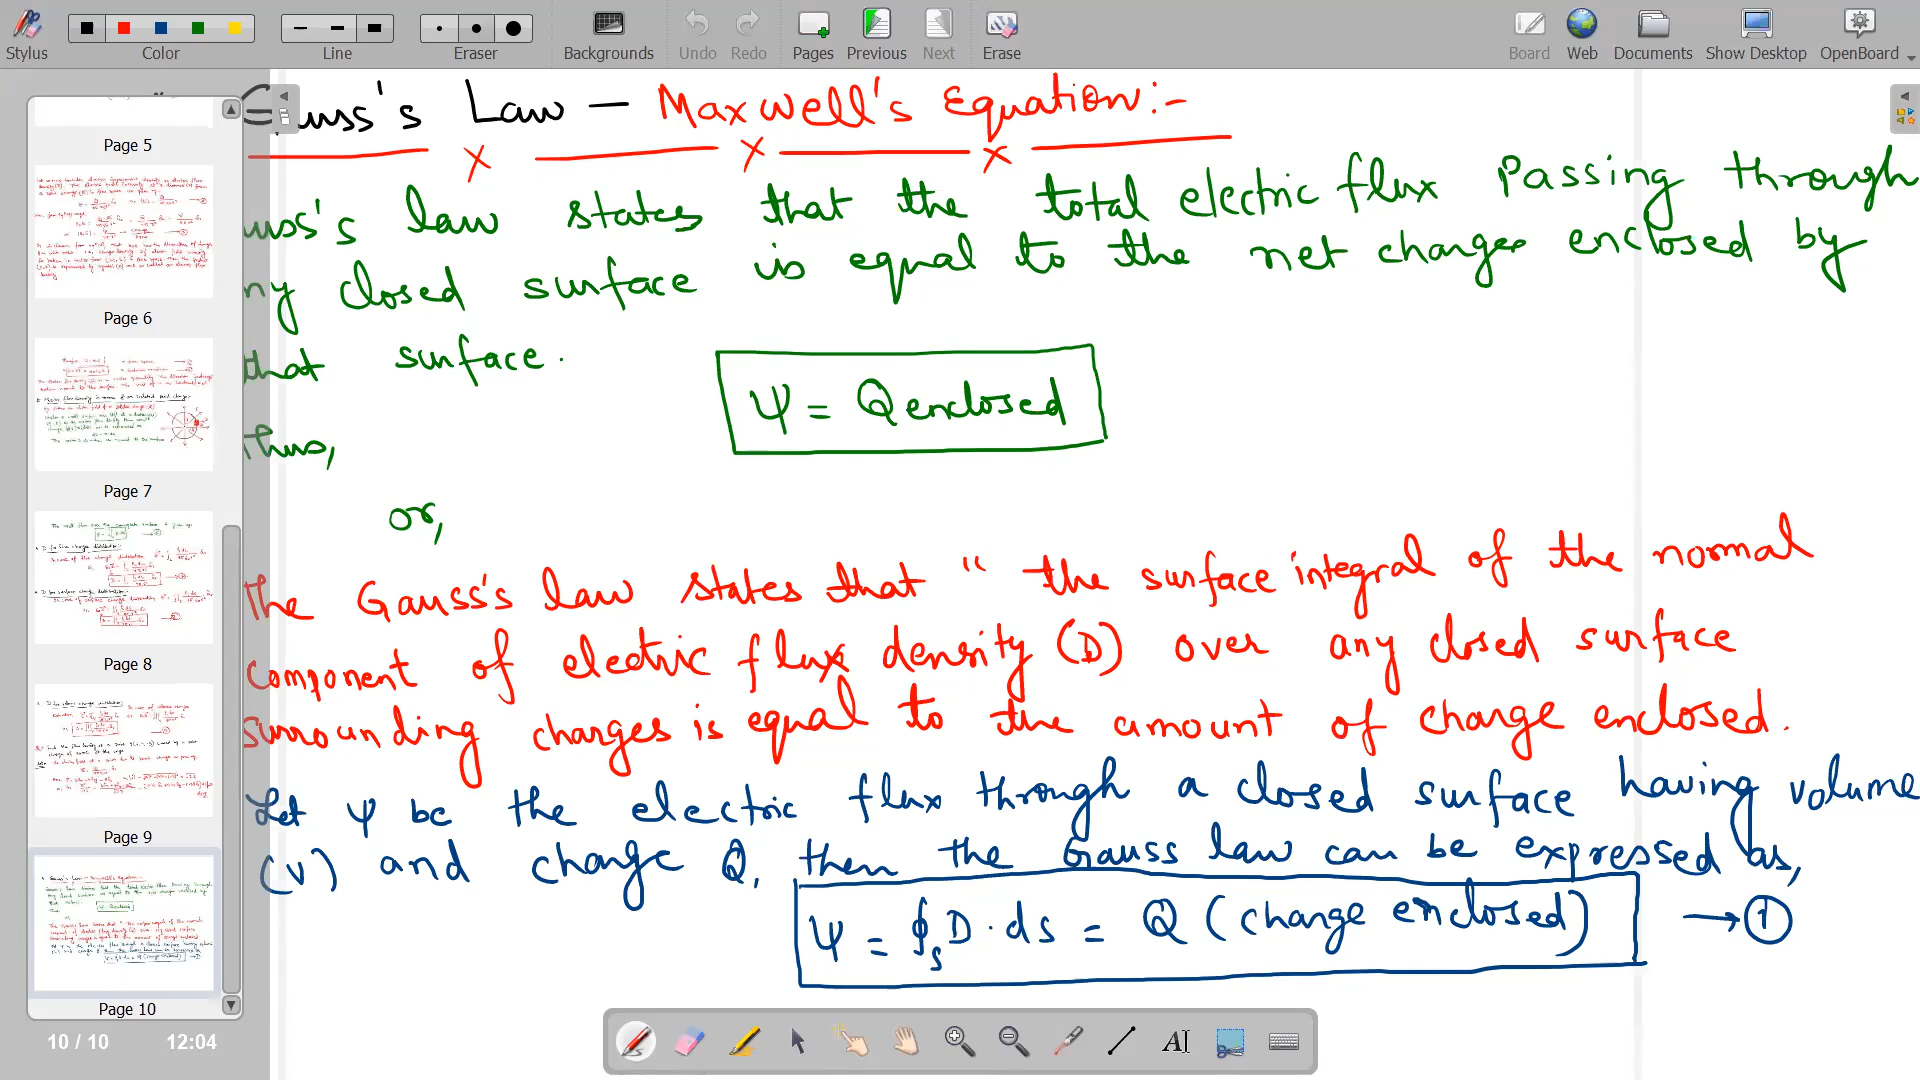 Stylus
Color
Line
Eraser
Backgrounds
Undo
Redo
Pages
Previous
Next
Erase
Board
Web
Documents
Show Desktop
OpenBoard
Page 5
Page 6
Page 7
Page 8
Page 9
Page 10
10 / 10 12:04
Gauss's Law — Maxwell's Equation:-
uss's law states that the total electric flux Passing through
ny closed surface is equal to the net charge enclosed by
that surface.
Ψ = Q enclosed
thus,
or,
The Gauss's law states that “ the surface integral of the normal
component of electric flux density (D) over any closed surface
surrounding charges is equal to the amount of charge enclosed.
Let Ψ be the electric flux through a closed surface having volume
(v) and charge Q, then the Gauss law can be expressed as,
Ψ = ∮s D · ds = Q (charge enclosed) → ①